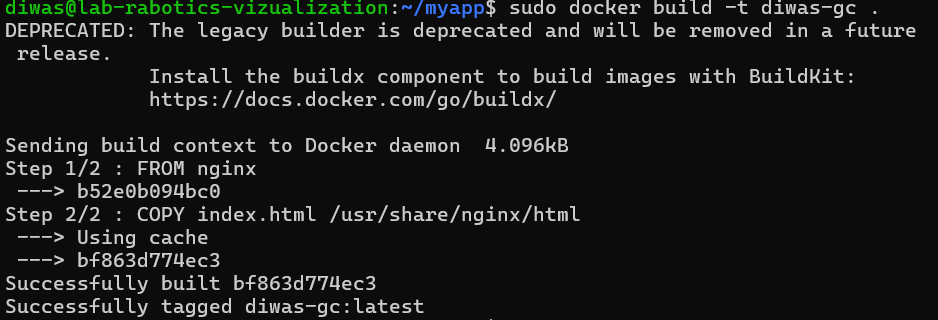 diwas@lab-rabotics-vizualization:~/myapp$ sudo docker build -t diwas-gc .
DEPRECATED: The legacy builder is deprecated and will be removed in a future
 release.
            Install the buildx component to build images with BuildKit:
            https://docs.docker.com/go/buildx/

Sending build context to Docker daemon  4.096kB
Step 1/2 : FROM nginx
 ---> b52e0b094bc0
Step 2/2 : COPY index.html /usr/share/nginx/html
 ---> Using cache
 ---> bf863d774ec3
Successfully built bf863d774ec3
Successfully tagged diwas-gc:latest